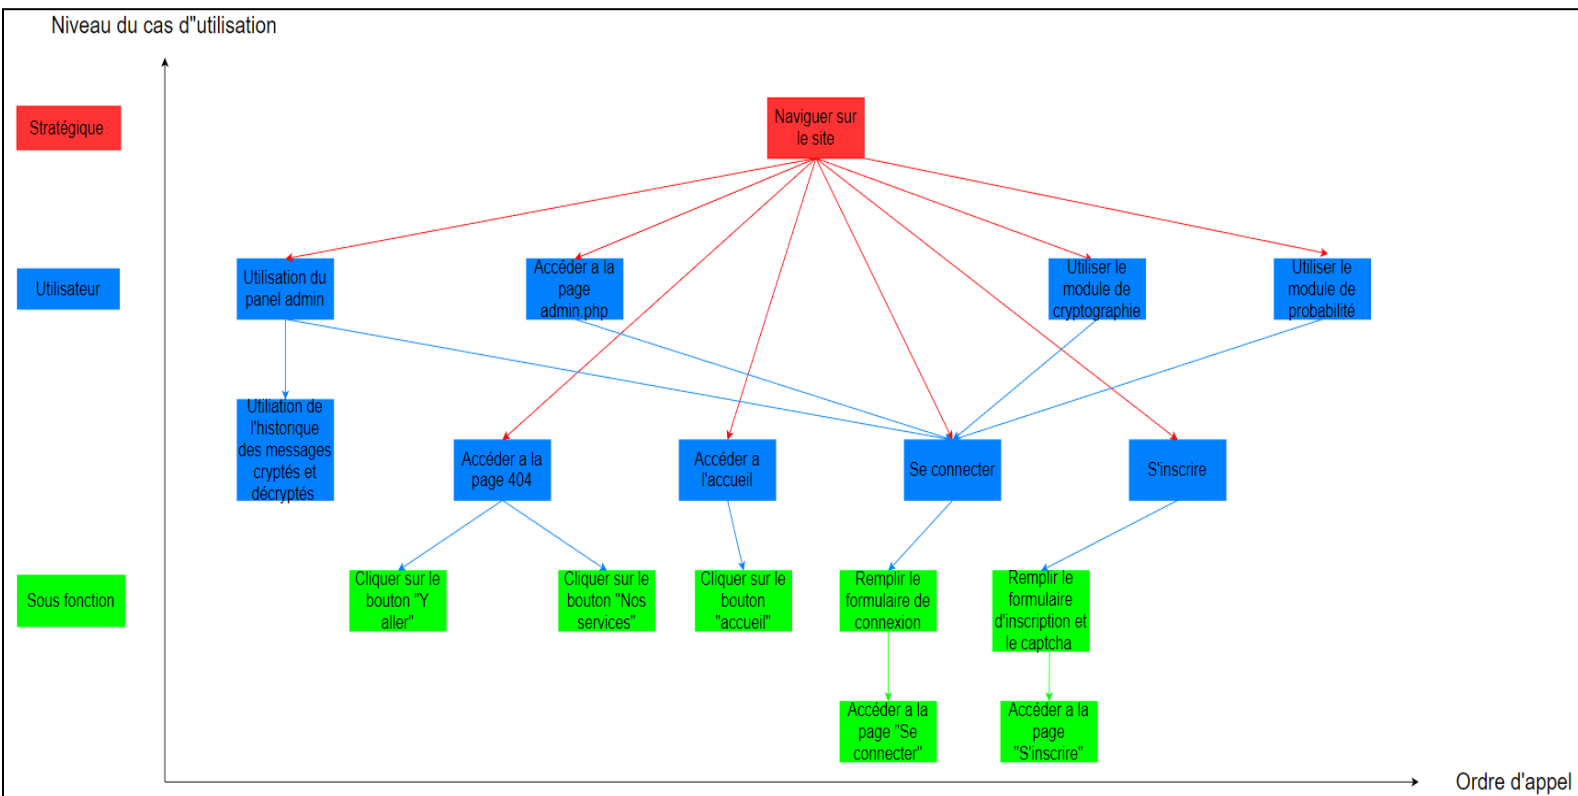 Niveau du cas d"utilisation
Stratégique
Naviguer sur
le site
Utilisateur
Utilisation du
panel admin
Accéder a la
page
admin.php
Utiliser le
module de
cryptographie
Utiliser le
module de
probabilité
Utiliation de
l'historique
des messages
cryptés et
décryptés
Accéder a la
page 404
Accéder a
l'accueil
Se connecter
S'inscrire
Sous fonction
Cliquer sur le
bouton "Y
aller"
Cliquer sur le
bouton "Nos
services"
Cliquer sur le
bouton
"accueil"
Remplir le
formulaire de
connexion
Remplir le
formulaire
d'inscription et
le captcha
Accéder a la
page "Se
connecter"
Accéder a la
page
"S'inscrire"
Ordre d'appel